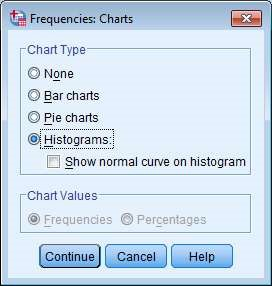 Frequencies: Charts
Chart Type
None
Bar charts
Pie charts
Histograms:
Show normal curve on histogram
Chart Values
Frequencies Percentages
Continue Cancel Help